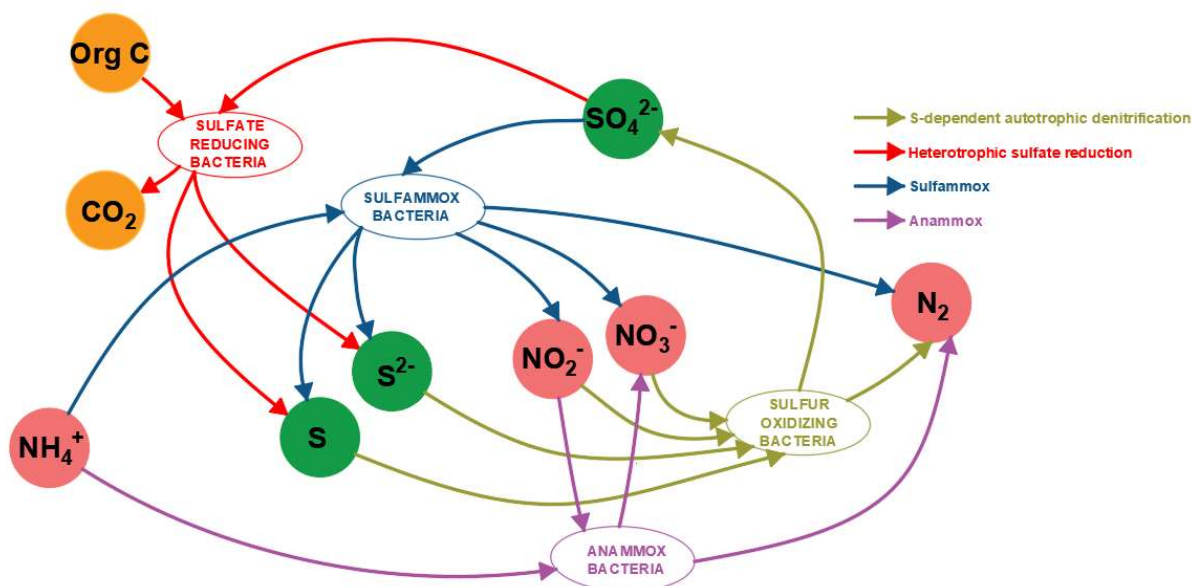 Org C
SULFATE
REDUCING
BACTERIA
CO₂
SO₄²⁻
S-dependent autotrophic denitrification
Heterotrophic sulfate reduction
Sulfammox
Anammox
SULFAMMOX
BACTERIA
N₂
NO₂⁻
NO₃⁻
S²⁻
S
NH₄⁺
SULFUR
OXIDIZING
BACTERIA
ANAMMOX
BACTERIA